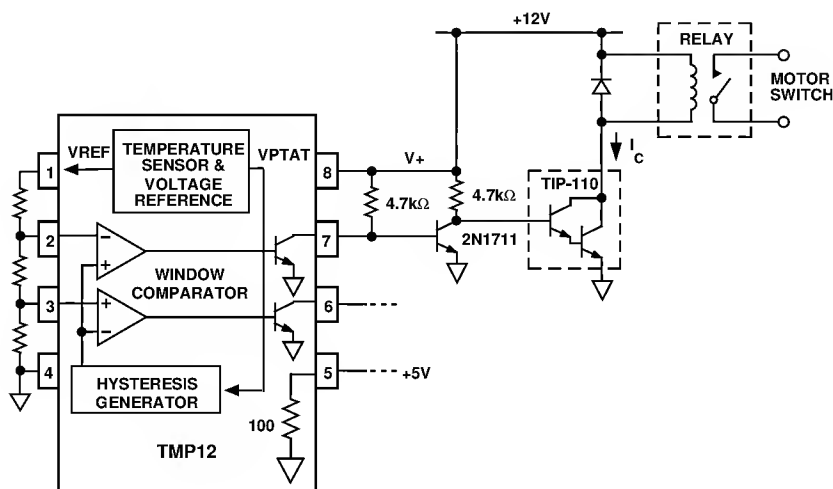 +12V
RELAY
MOTOR
SWITCH
I C
TIP-110
V+
4.7kΩ
4.7kΩ
2N1711
1
VREF
TEMPERATURE
SENSOR &
VOLTAGE
REFERENCE
VPTAT
8
2
7
−
+
WINDOW
COMPARATOR
3
6
+
−
4
5
+5V
HYSTERESIS
GENERATOR
100
TMP12